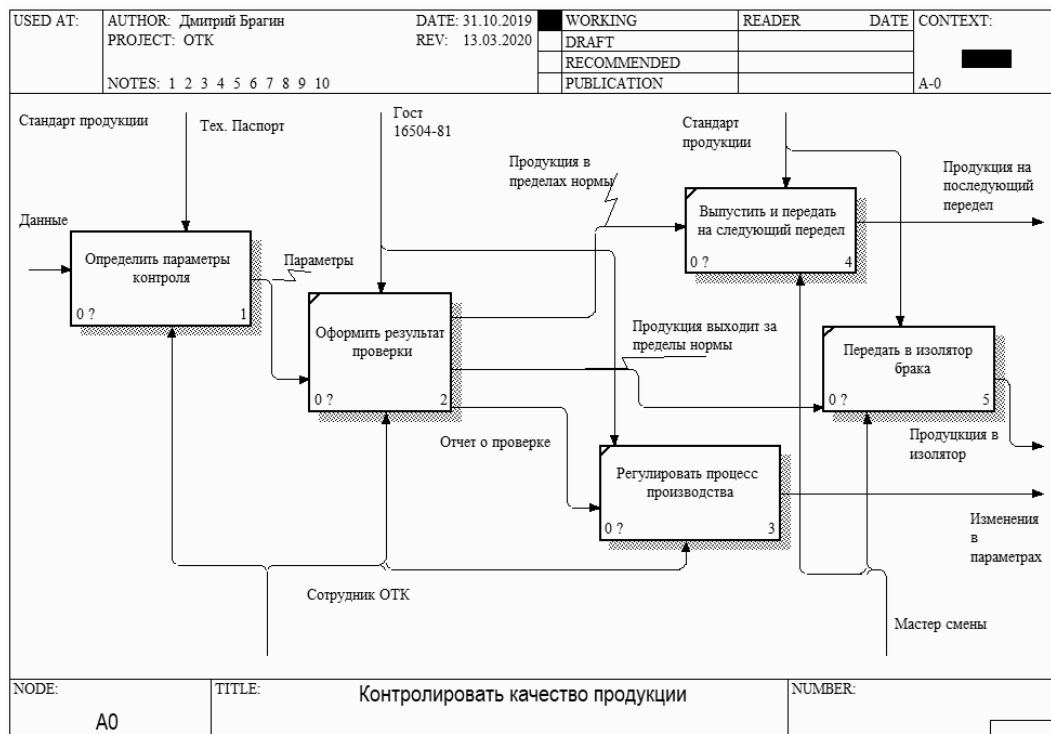 USED AT:
AUTHOR: Дмитрий Брагин
DATE: 31.10.2019
PROJECT: ОТК
REV: 13.03.2020
NOTES: 1 2 3 4 5 6 7 8 9 10
WORKING
DRAFT
RECOMMENDED
PUBLICATION
READER
DATE
CONTEXT:
A-0
Стандарт продукции
Тех. Паспорт
Гост
16504-81
Стандарт
продукции
Продукция в
пределах нормы
Продукция на
последующий
передел
Данные
Определить параметры
контроля
0 ?
1
Параметры
Выпустить и передать
на следующий передел
0 ?
4
Оформить результат
проверки
0 ?
2
Продукция выходит за
пределы нормы
Передать в изолятор
брака
0 ?
5
Отчет о проверке
Продуцкция в
изолятор
Регулировать процесс
производства
0 ?
3
Изменения
в
параметрах
Сотрудник ОТК
Мастер смены
NODE:
A0
TITLE:
Контролировать качество продукции
NUMBER: